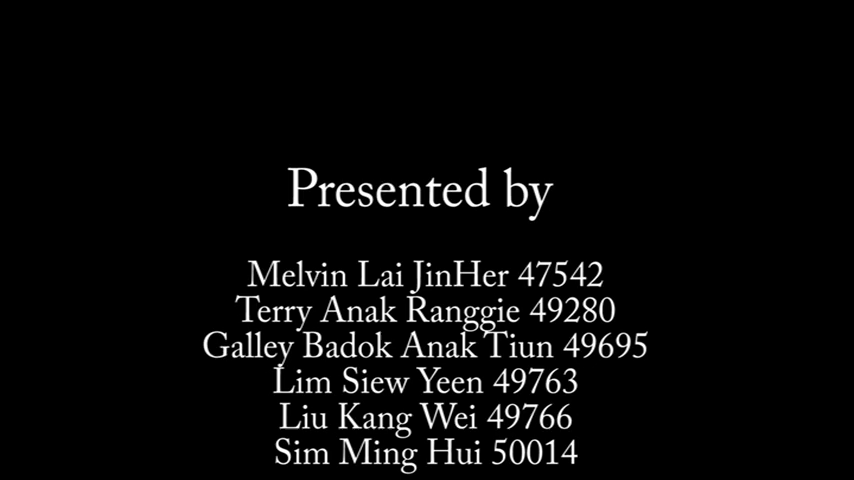 Presented by
Melvin Lai JinHer 47542
Terry Anak Ranggie 49280
Galley Badok Anak Tiun 49695
Lim Siew Yeen 49763
Liu Kang Wei 49766
Sim Ming Hui 50014